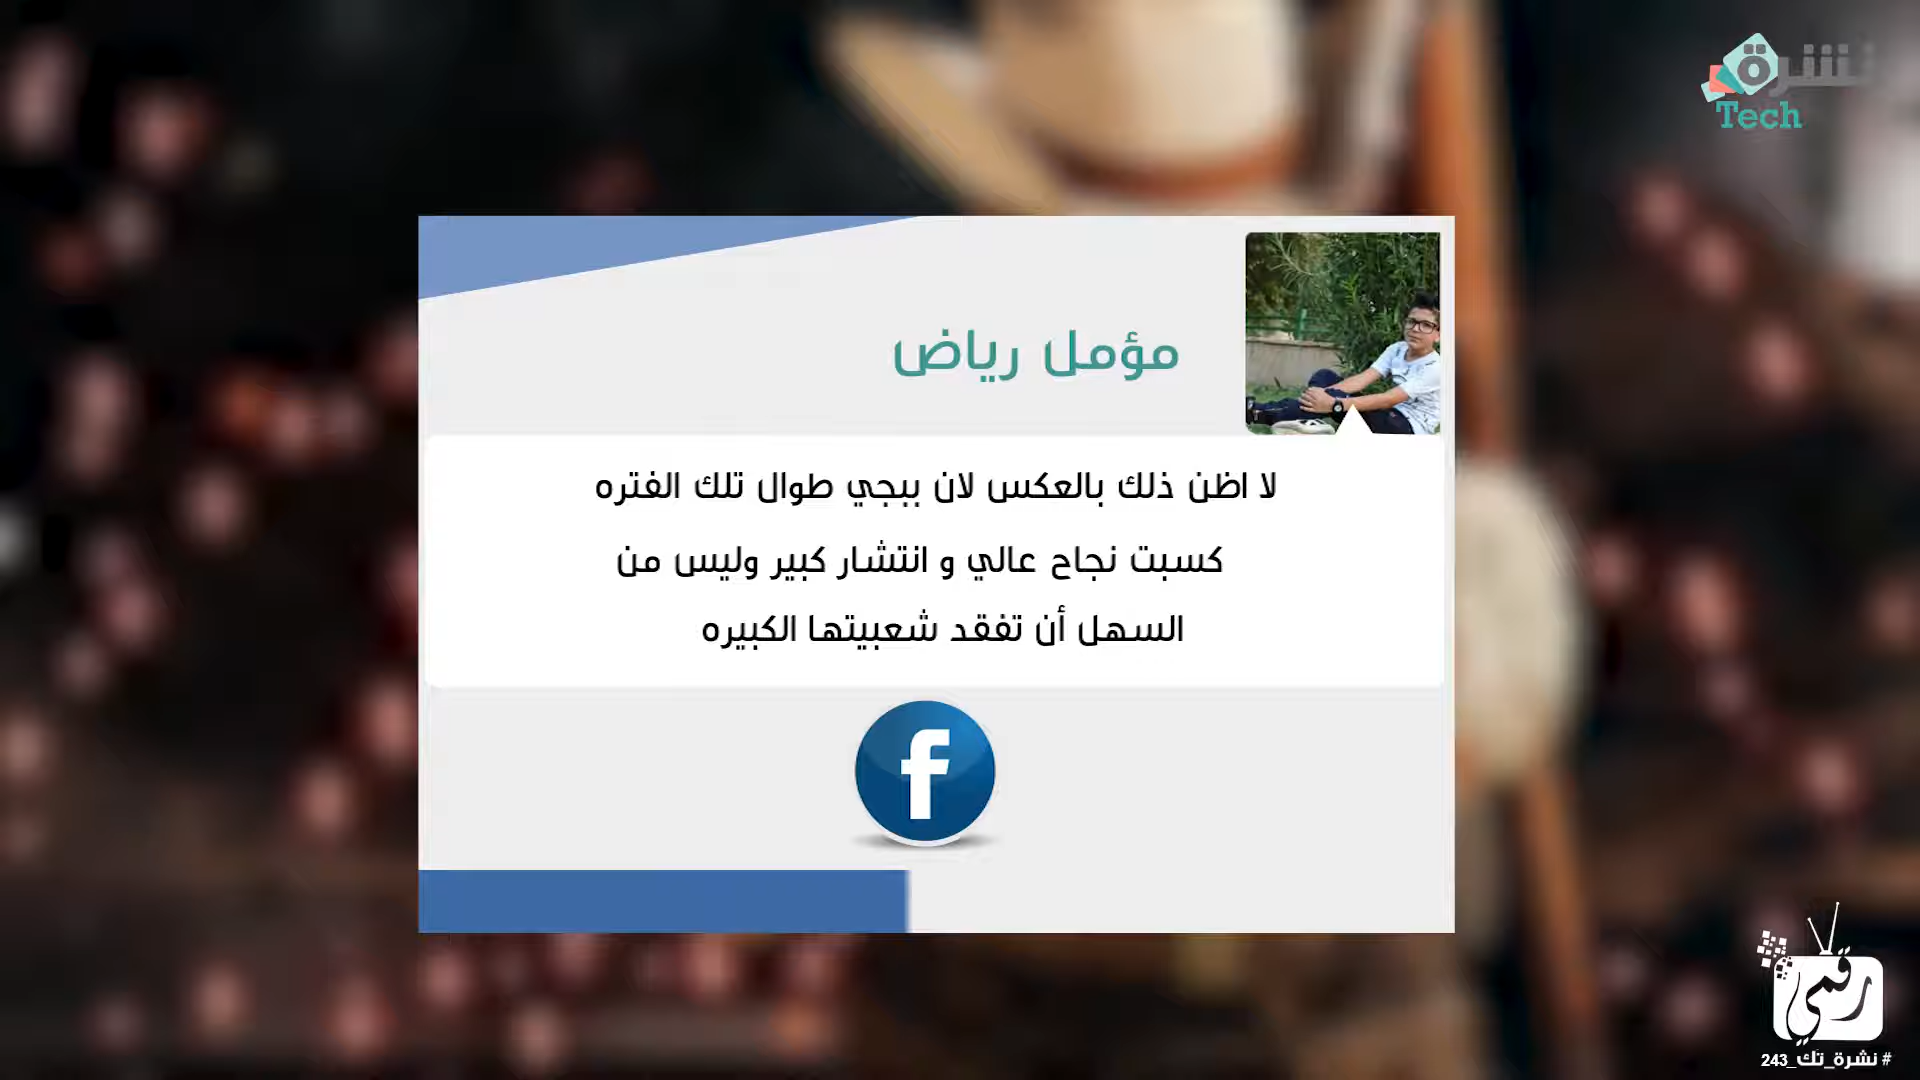 نشرة
Tech
مؤمل رياض
لا اظن ذلك بالعكس لان ببجي طوال تلك الفتره
كسبت نجاح عالي و انتشار كبير وليس من
السهل أن تفقد شعبيتها الكبيره
f
رقمي
# نشرة_تك_243